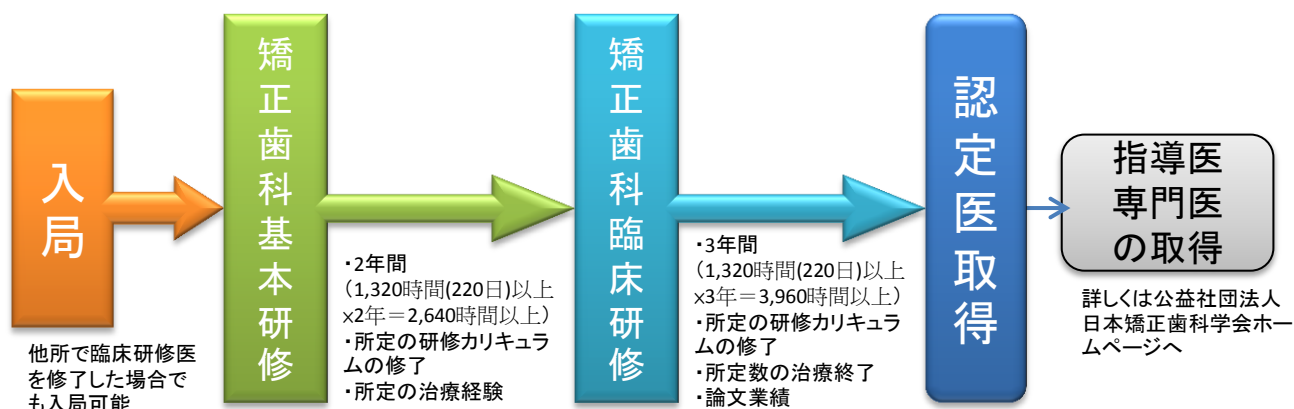 入局
他所で臨床研修医
を修了した場合で
も入局可能
矯正歯科基本研修
・2年間
(1,320時間(220日)以上
x2年＝2,640時間以上)
・所定の研修カリキュラ
ムの修了
・所定の治療経験
矯正歯科臨床研修
・3年間
(1,320時間(220日)以上
x3年＝3,960時間以上)
・所定の研修カリキュラ
ムの修了
・所定数の治療終了
・論文業績
認定医取得
指導医
専門医
の取得
詳しくは公益社団法人
日本矯正歯科学会ホー
ムページへ